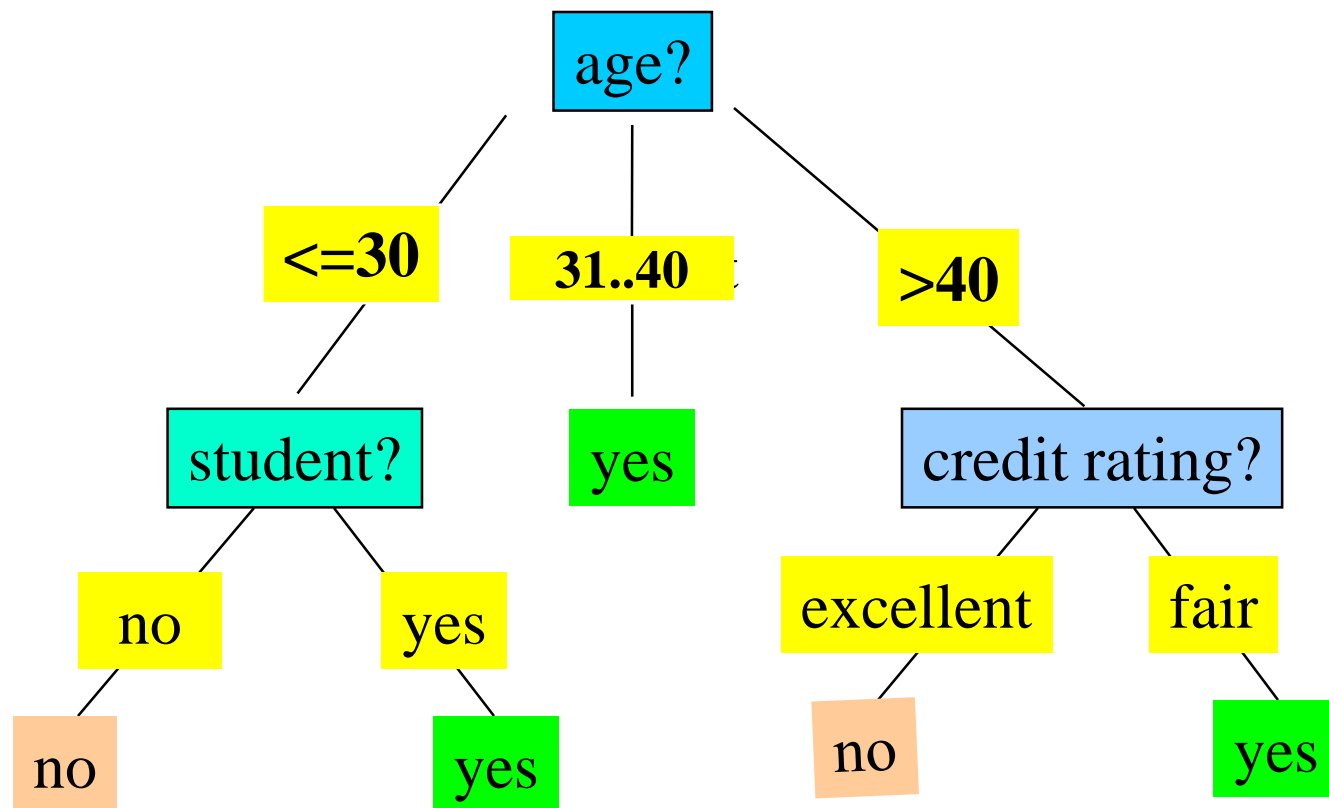 age?
<=30
31..40
>40
student?
yes
credit rating?
no
yes
excellent
fair
no
yes
no
yes